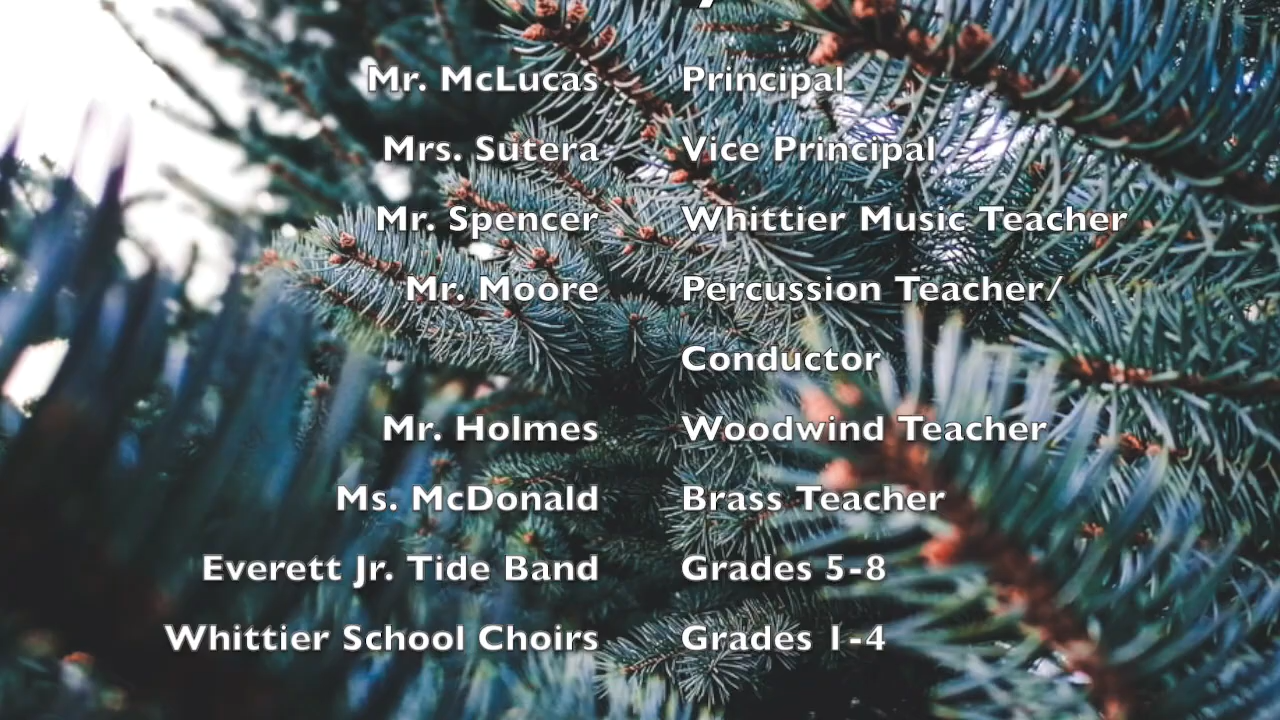 Mr. McLucas Principal
Mrs. Sutera Vice Principal
Mr. Spencer Whittier Music Teacher
Mr. Moore Percussion Teacher/
Conductor
Mr. Holmes Woodwind Teacher
Ms. McDonald Brass Teacher
Everett Jr. Tide Band Grades 5-8
Whittier School Choirs Grades 1-4